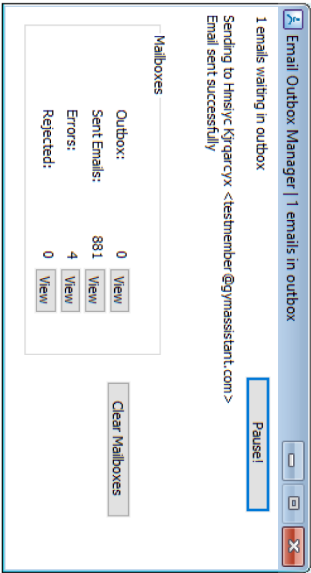 Email Outbox Manager | 1 emails in outbox
1 emails waiting in outbox
Pause!
Sending to Hmsiyc Kjrqarcyx <testmember@gymassistant.com>
Email sent successfully
Mailboxes
Outbox: 0 View
Sent Emails: 881 View
Errors: 4 View
Rejected: 0 View
Clear Mailboxes